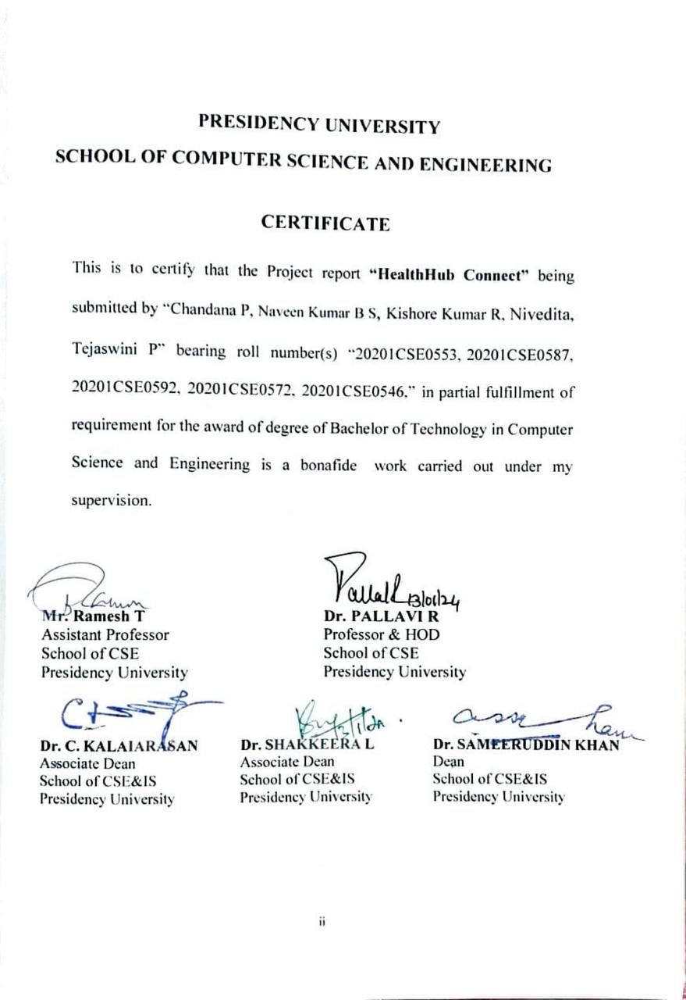 PRESIDENCY UNIVERSITY
SCHOOL OF COMPUTER SCIENCE AND ENGINEERING
CERTIFICATE
This is to certify that the Project report “HealthHub Connect” being
submitted by “Chandana P, Naveen Kumar B S, Kishore Kumar R, Nivedita,
Tejaswini P” bearing roll number(s) “20201CSE0553, 20201CSE0587,
20201CSE0592, 20201CSE0572, 20201CSE0546.” in partial fulfillment of
requirement for the award of degree of Bachelor of Technology in Computer
Science and Engineering is a bonafide work carried out under my
supervision.
Mr. Ramesh T
Assistant Professor
School of CSE
Presidency University
13/01/24
Dr. PALLAVI R
Professor & HOD
School of CSE
Presidency University
Dr. C. KALAIARASAN
Associate Dean
School of CSE&IS
Presidency University
Dr. SHAKKEERA L
Associate Dean
School of CSE&IS
Presidency University
Dr. SAMEERUDDIN KHAN
Dean
School of CSE&IS
Presidency University
ii